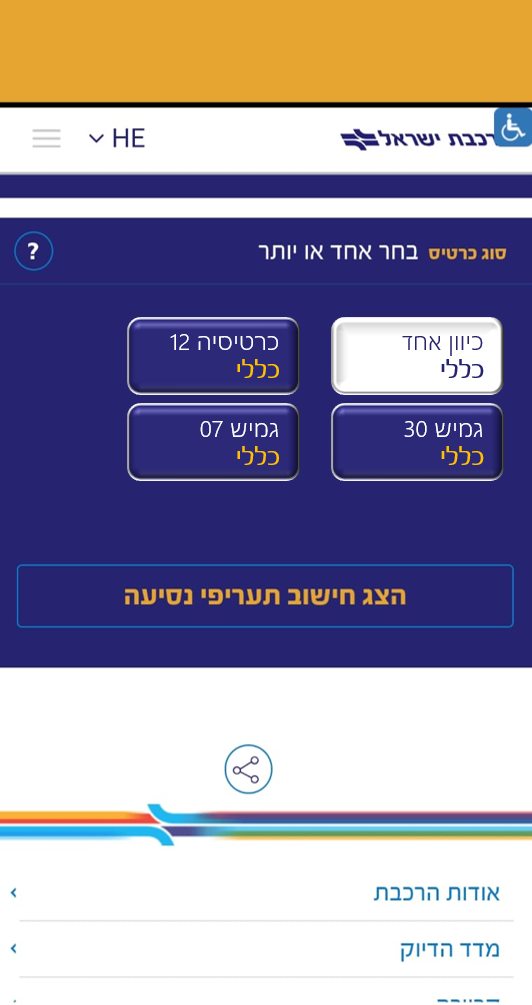 רכבת ישראל
HE
סוג כרטיס בחר אחד או יותר
?
כיוון אחד
כללי
כרטיסיה 12
כללי
גמיש 30
כללי
גמיש 07
כללי
הצג חישוב תעריפי נסיעה
אודות הרכבת
מדד הדיוק